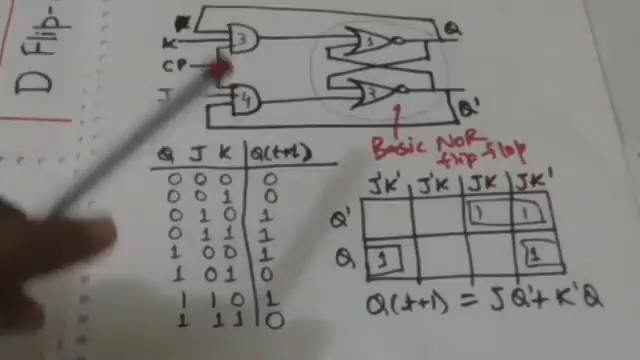 D Flip-
K
CP
J
3
4
1
2
Q
Q'
Basic NOR
flip flop
Q J K Q(t+1)
0 0 0 0
0 0 1 0
0 1 0 1
0 1 1 1
1 0 0 1
1 0 1 0
1 1 0 1
1 1 1 0
J'K' J'K JK JK'
Q' 1 1
Q 1 1
Q(t+1) = JQ'+K'Q